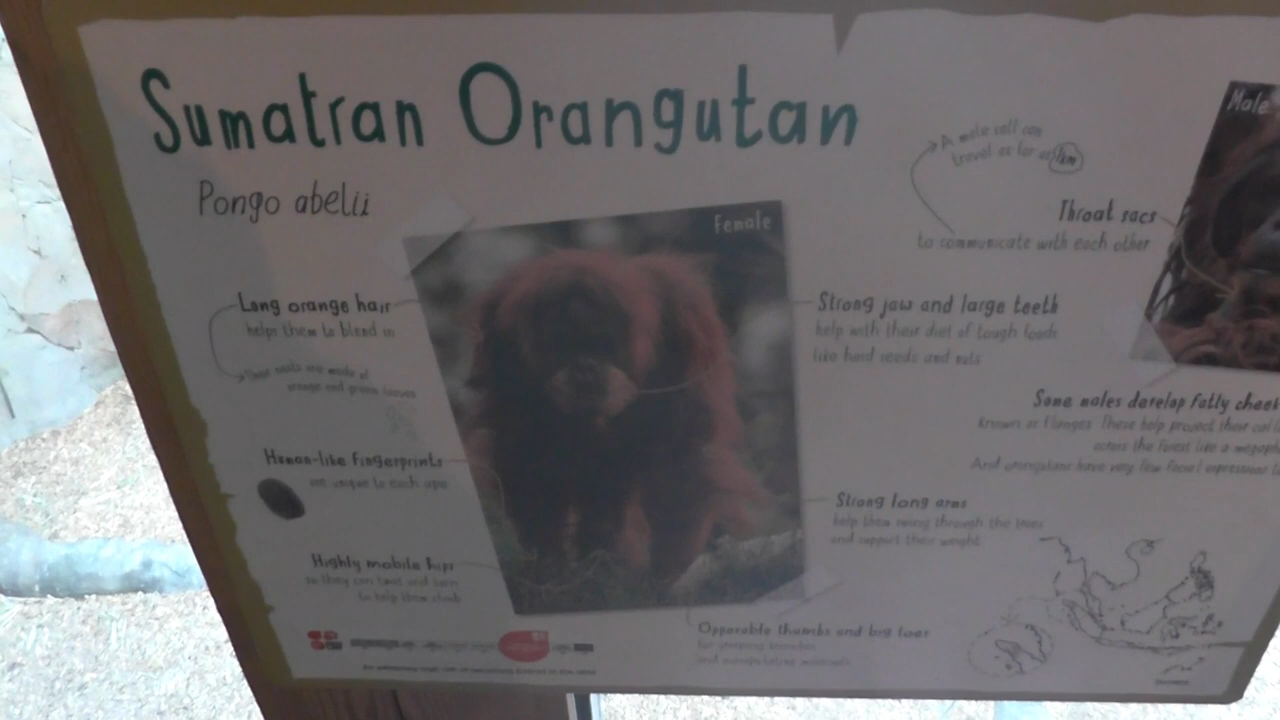 Sumatran Orangutan
Pongo abelii
Female
Male
A male call can
travel as far as 1km
Throat sacs
to communicate with each other
Long orange hair
helps them to blend in
orange and green leaves
Human-like fingerprints
are unique to each ape
Highly mobile hips
so they can twist and turn
to help them climb
Strong jaw and large teeth
help with their diet of tough foods
like hard seeds and nuts
Some males develop fatty cheek
known as flanges. These help project their call
across the forest like a megaph
And orangutans have very few facial expressions
Strong long arms
help them swing through the trees
and support their weight
Opposable thumbs and big toes
for grasping branches
and manipulating materials